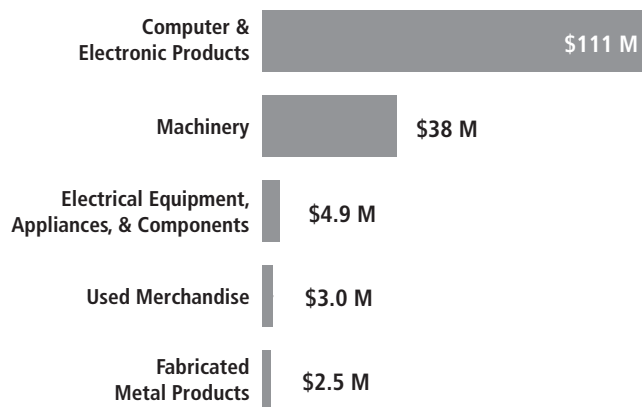 Computer &
Electronic Products
$111 M
Machinery
$38 M
Electrical Equipment,
Appliances, & Components
$4.9 M
Used Merchandise
$3.0 M
Fabricated
Metal Products
$2.5 M